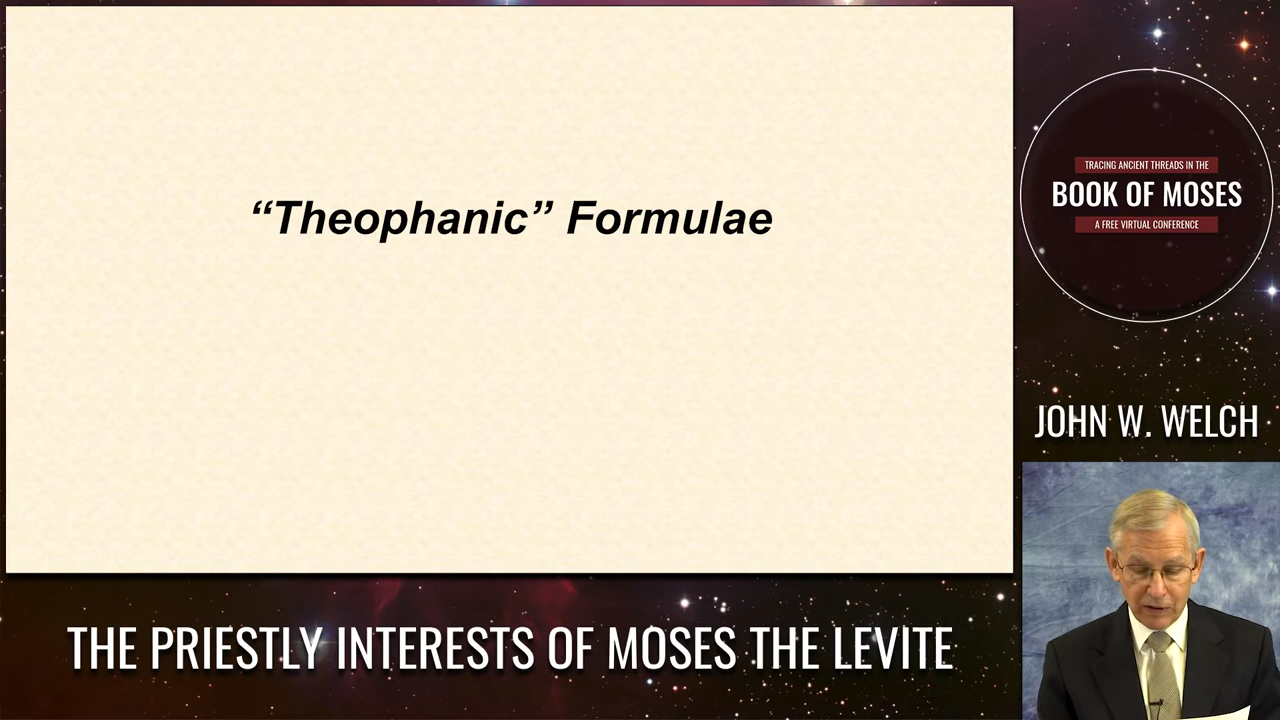 “Theophanic” Formulae
TRACING ANCIENT THREADS IN THE
BOOK OF MOSES
A FREE VIRTUAL CONFERENCE
JOHN W. WELCH
THE PRIESTLY INTERESTS OF MOSES THE LEVITE